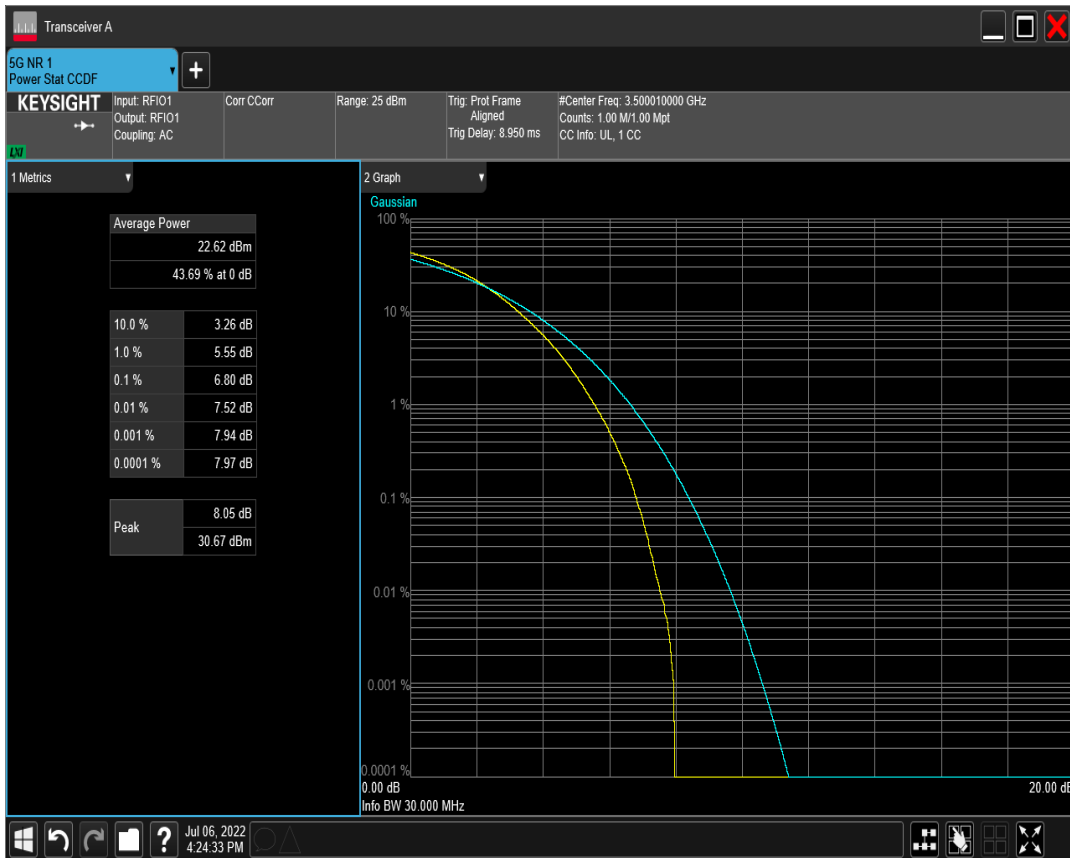 Transceiver A
5G NR 1
Power Stat CCDF
KEYSIGHT
LXI
Input: RFIO1
Output: RFIO1
Coupling: AC
Corr CCorr
Range: 25 dBm
Trig: Prot Frame
Aligned
Trig Delay: 8.950 ms
#Center Freq: 3.500010000 GHz
Counts: 1.00 M/1.00 Mpt
CC Info: UL, 1 CC
1 Metrics
Average Power
22.62 dBm
43.69 % at 0 dB
10.0 % 3.26 dB
1.0 % 5.55 dB
0.1 % 6.80 dB
0.01 % 7.52 dB
0.001 % 7.94 dB
0.0001 % 7.97 dB
Peak
8.05 dB
30.67 dBm
2 Graph
Gaussian
100 %
10 %
1 %
0.1 %
0.01 %
0.001 %
0.0001 %
0.00 dB 20.00 dB
Info BW 30.000 MHz
? Jul 06, 2022
4:24:33 PM